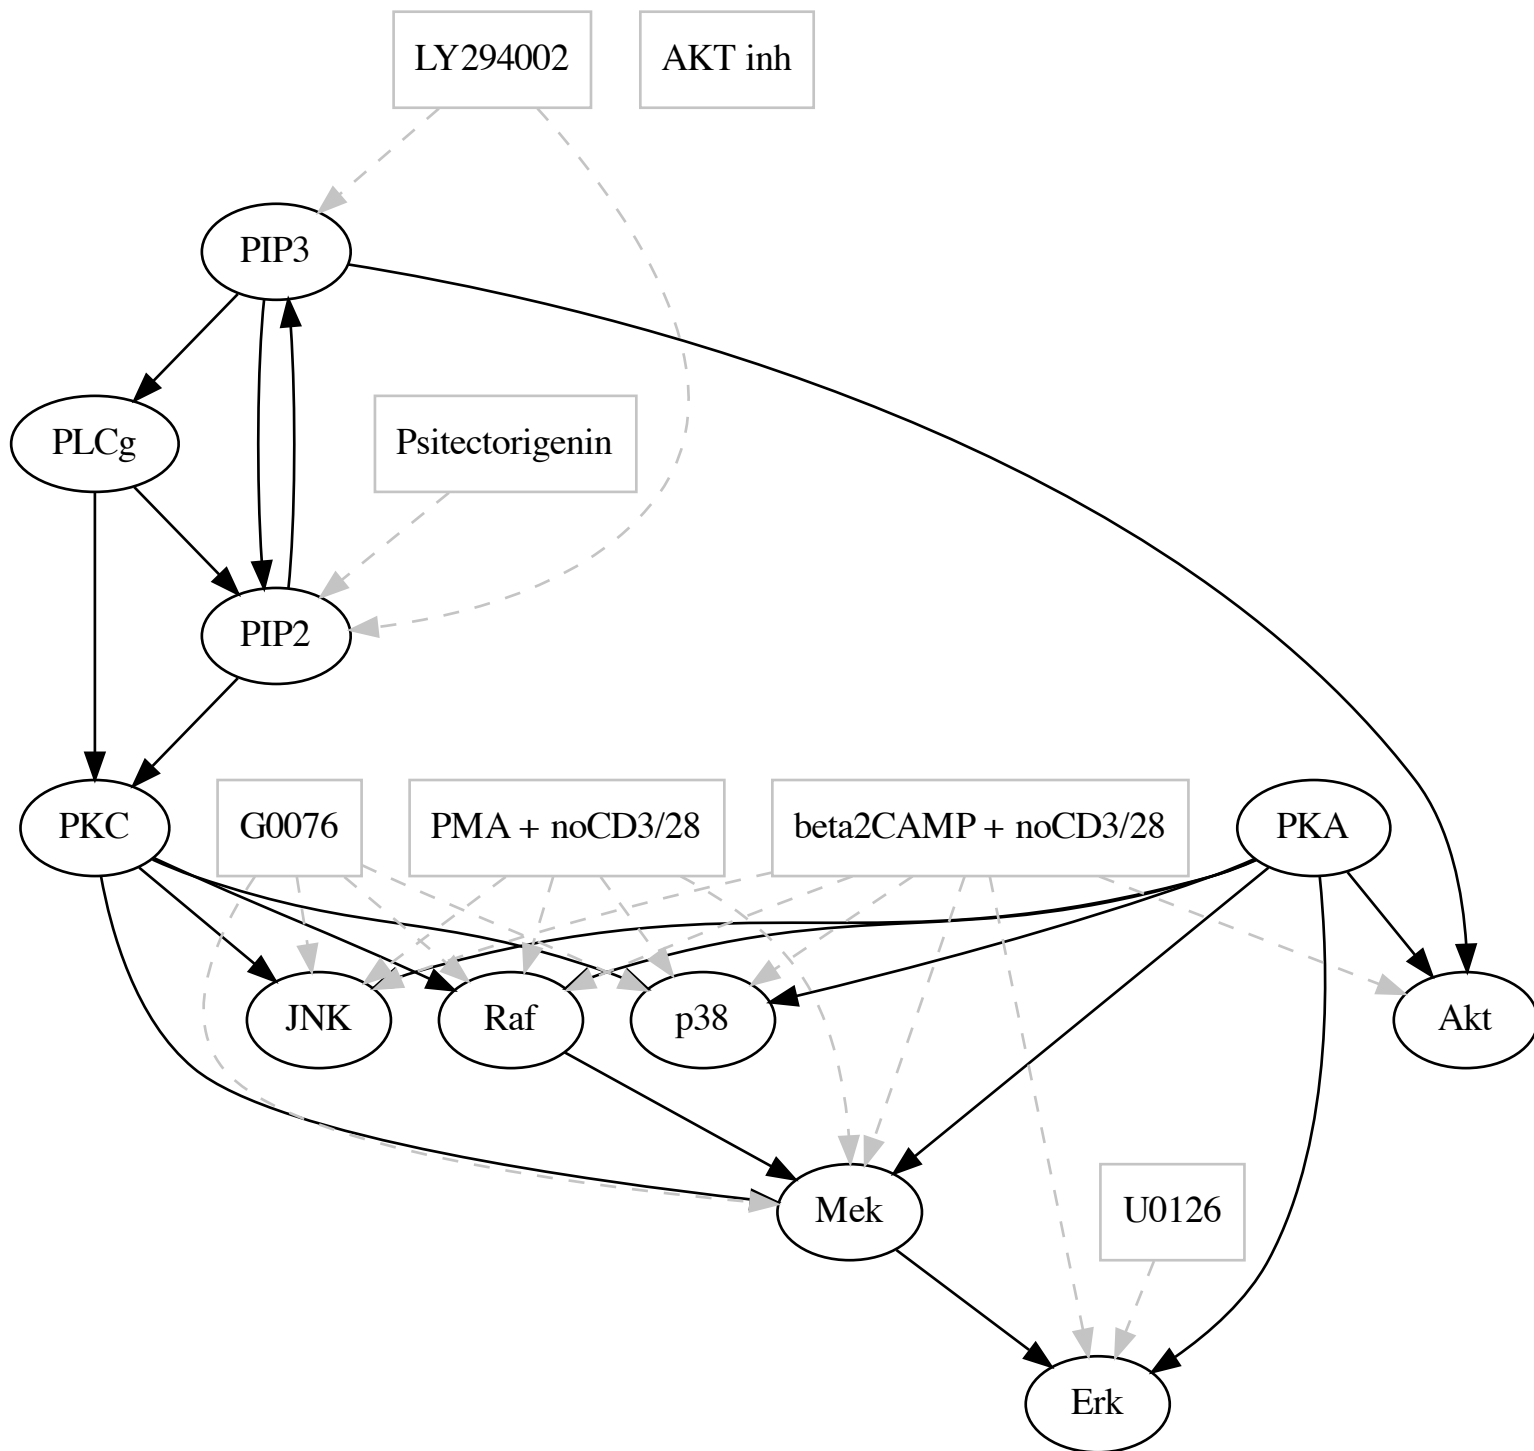 LY294002
AKT inh
PIP3
PLCg
Psitectorigenin
PIP2
PKC
G0076
PMA + noCD3/28
beta2CAMP + noCD3/28
PKA
JNK
Raf
p38
Akt
Mek
U0126
Erk